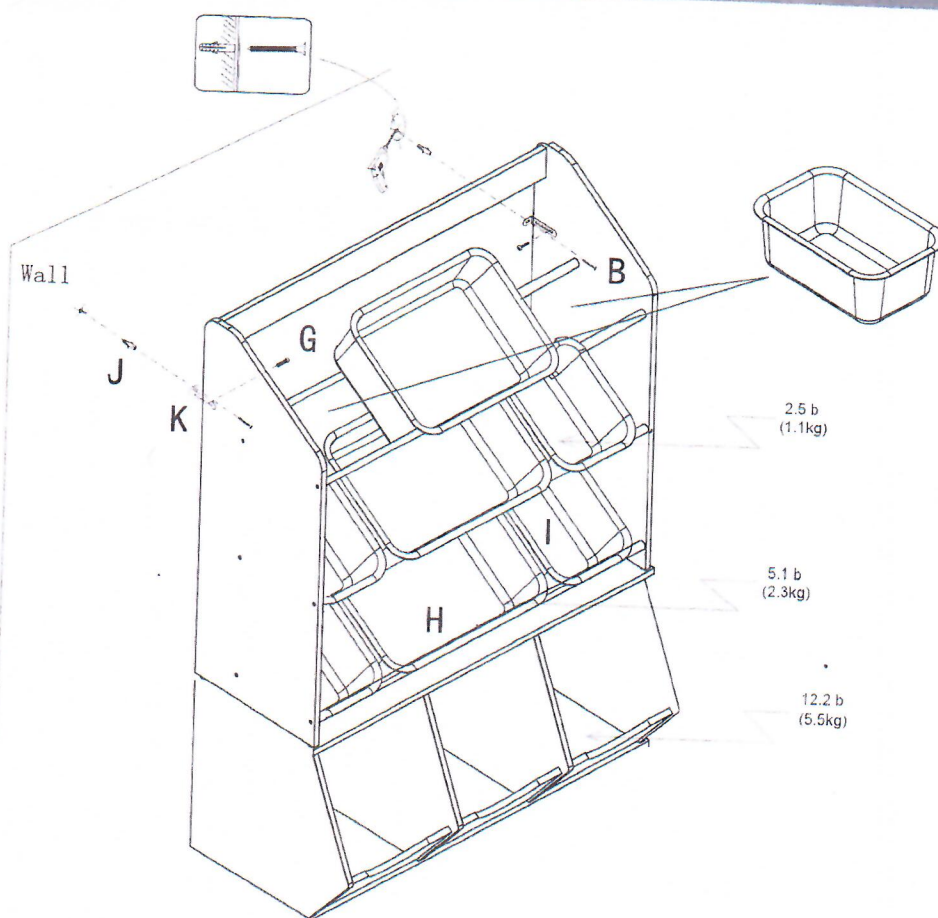 Wall
B
G
J
K
2.5 b
(1.1kg)
I
5.1 b
(2.3kg)
H
12.2 b
(5.5kg)